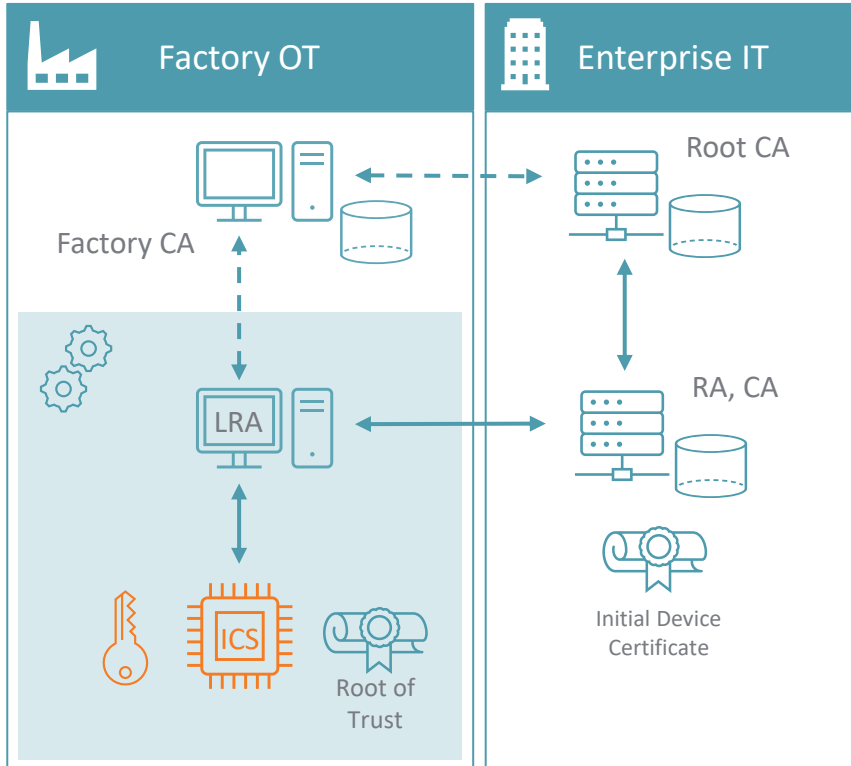 Factory OT
Enterprise IT
Root CA
Factory CA
RA, CA
LRA
ICS
Root of
Trust
Initial Device
Certificate